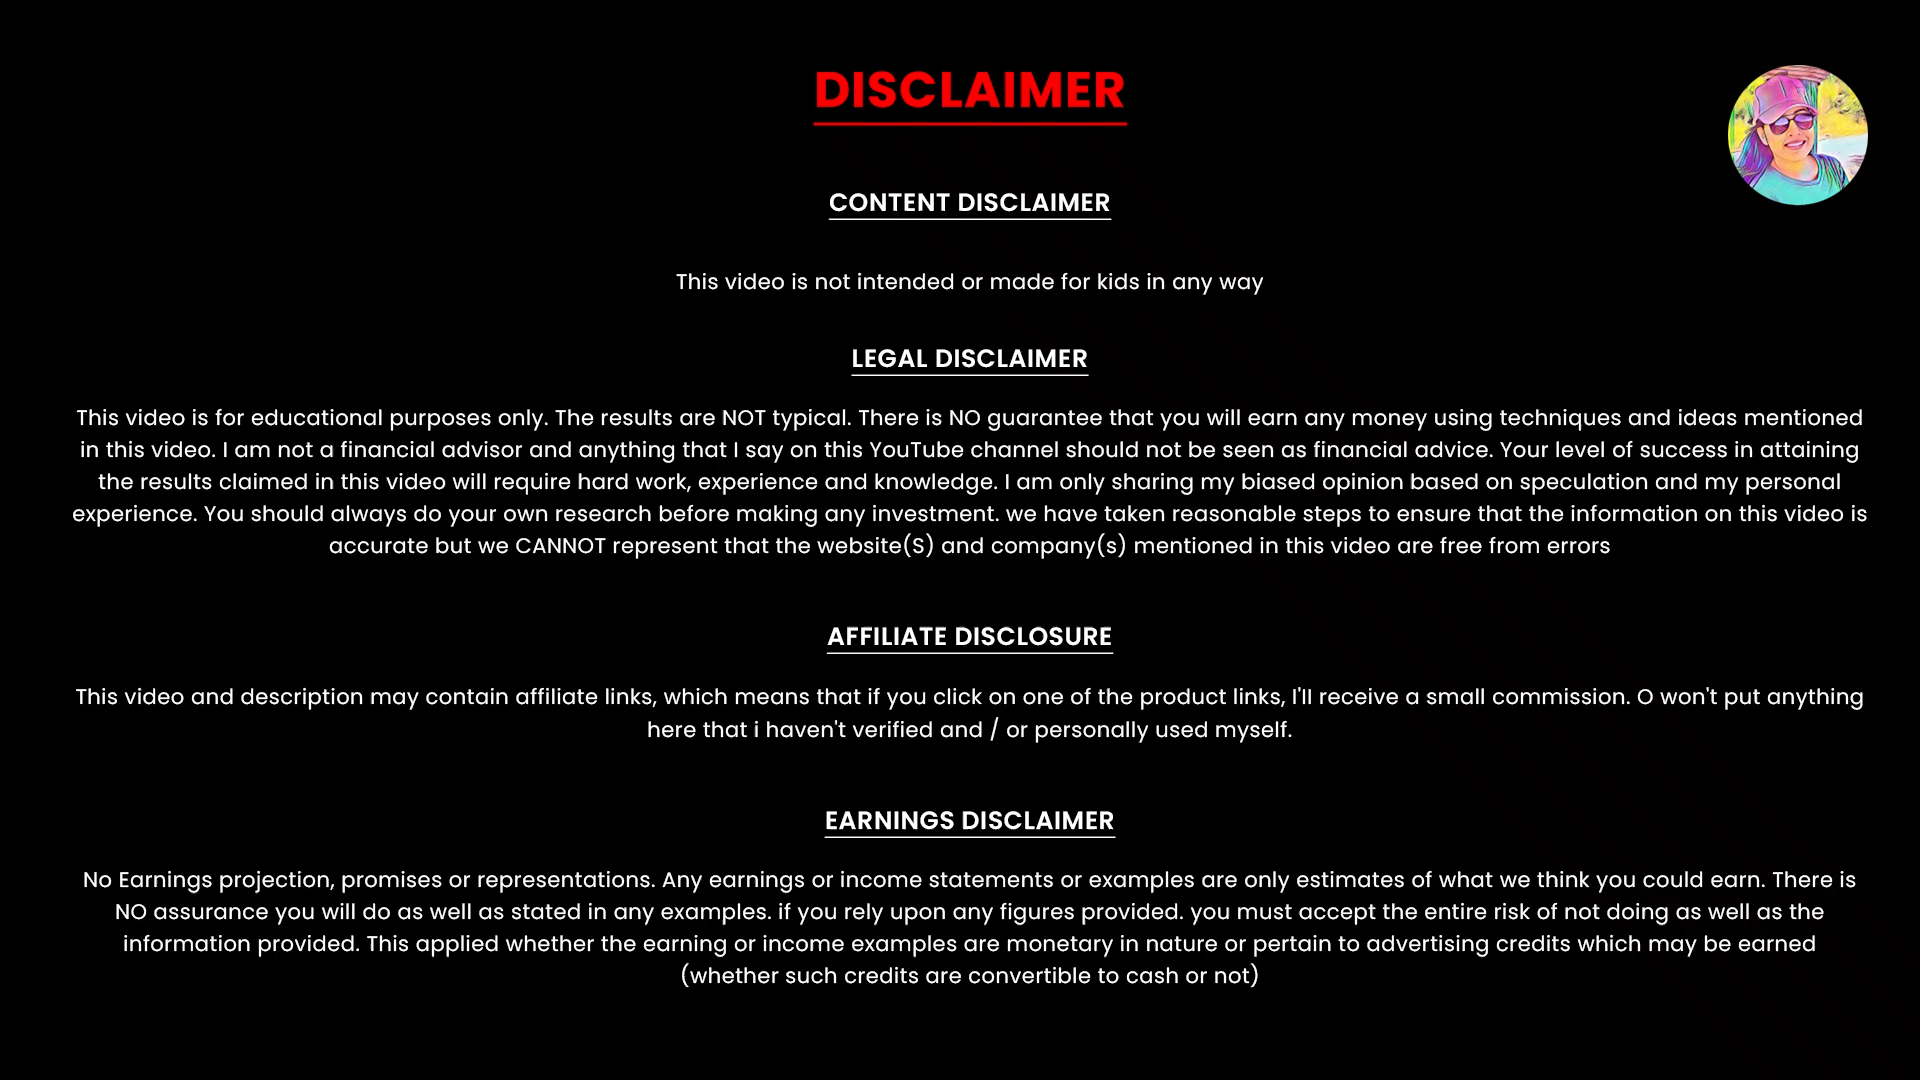 DISCLAIMER
CONTENT DISCLAIMER
This video is not intended or made for kids in any way
LEGAL DISCLAIMER
This video is for educational purposes only. The results are NOT typical. There is NO guarantee that you will earn any money using techniques and ideas mentioned
in this video. I am not a financial advisor and anything that I say on this YouTube channel should not be seen as financial advice. Your level of success in attaining
the results claimed in this video will require hard work, experience and knowledge. I am only sharing my biased opinion based on speculation and my personal
experience. You should always do your own research before making any investment. we have taken reasonable steps to ensure that the information on this video is
accurate but we CANNOT represent that the website(S) and company(s) mentioned in this video are free from errors
AFFILIATE DISCLOSURE
This video and description may contain affiliate links, which means that if you click on one of the product links, I'II receive a small commission. O won't put anything
here that i haven't verified and / or personally used myself.
EARNINGS DISCLAIMER
No Earnings projection, promises or representations. Any earnings or income statements or examples are only estimates of what we think you could earn. There is
NO assurance you will do as well as stated in any examples. if you rely upon any figures provided. you must accept the entire risk of not doing as well as the
information provided. This applied whether the earning or income examples are monetary in nature or pertain to advertising credits which may be earned
(whether such credits are convertible to cash or not)